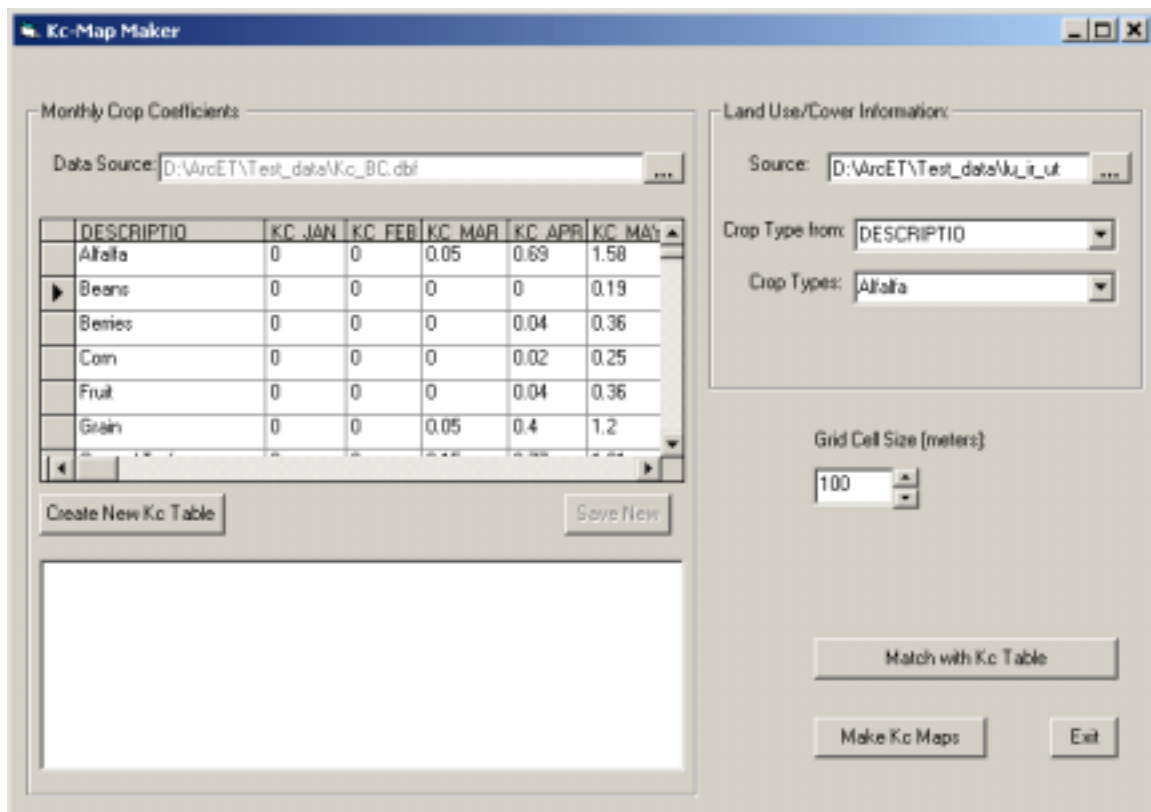 Kc-Map Maker
Monthly Crop Coefficients
Data Source: D:\ArcET\Test_data\Kc_BC.dbf ...
DESCRIPTIO KC_JAN KC_FEB KC_MAR KC_APR KC_MAY
Alfalfa 0 0 0.05 0.69 1.58
Beans 0 0 0 0 0.19
Berries 0 0 0 0.04 0.36
Corn 0 0 0 0.02 0.25
Fruit 0 0 0 0.04 0.36
Grain 0 0 0.05 0.4 1.2
Create New Kc Table
Save New
Land Use/Cover Information:
Source: D:\ArcET\Test_data\lu_ir_ut ...
Crop Type from: DESCRIPTIO
Crop Types: Alfalfa
Grid Cell Size (meters):
100
Match with Kc Table
Make Kc Maps
Exit